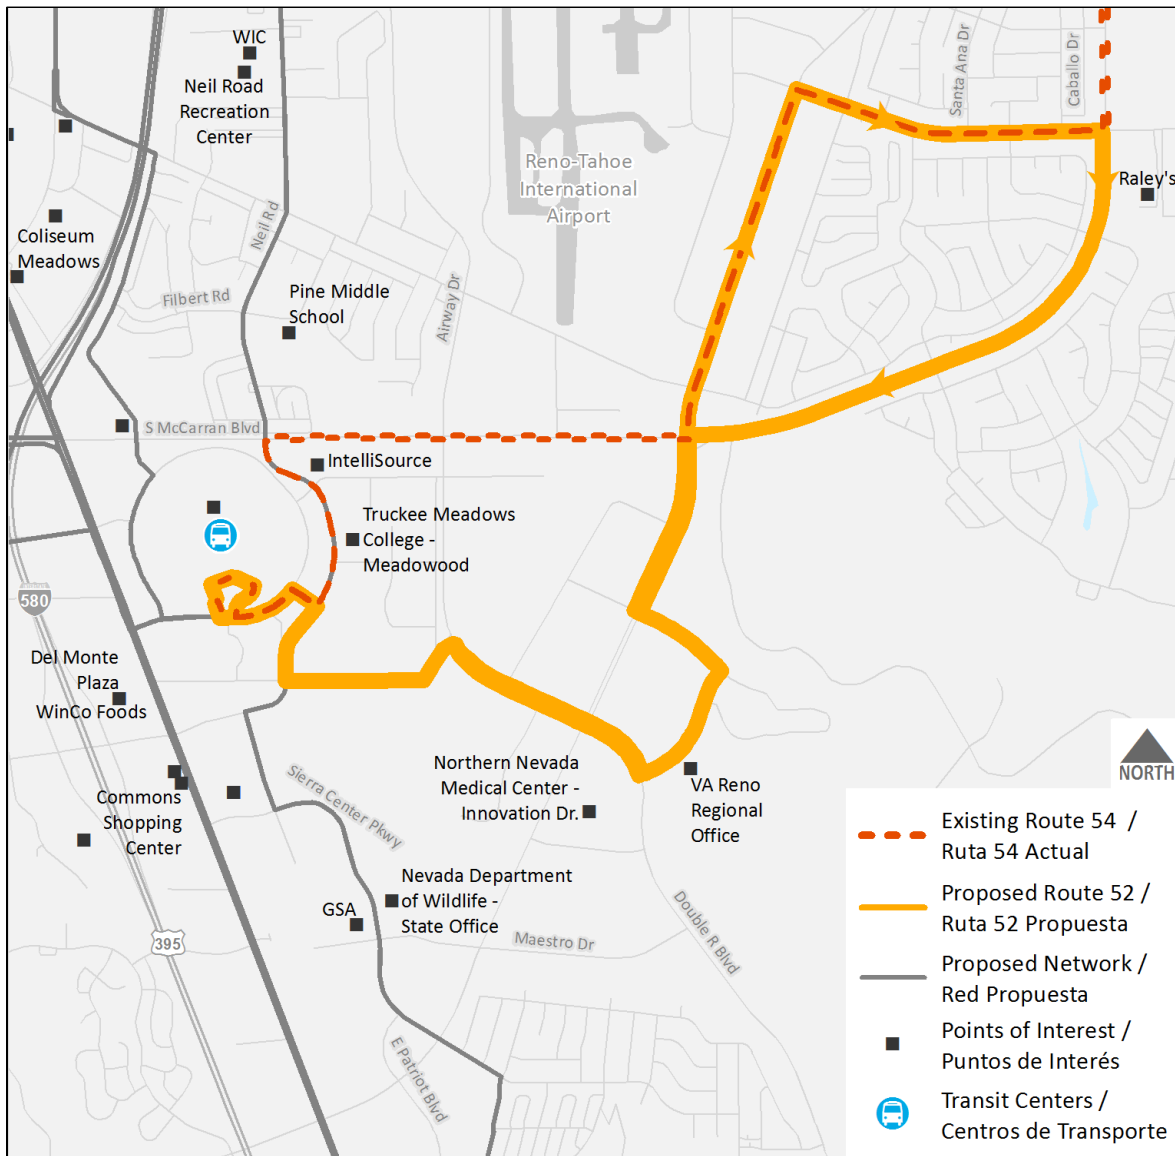 WIC
Neil Road
Recreation
Center
Neil Rd
Coliseum
Meadows
Filbert Rd
Pine Middle
School
Airway Dr
Reno-Tahoe
International
Airport
Santa Ana Dr
Caballo Dr
Raley's
S McCarran Blvd
IntelliSource
Truckee Meadows
College -
Meadowood
580
Del Monte
Plaza
WinCo Foods
Commons
Shopping
Center
Sierra Center Pkwy
Northern Nevada
Medical Center -
Innovation Dr.
VA Reno
Regional
Office
Nevada Department
of Wildlife -
State Office
GSA
Maestro Dr
Double R Blvd
395
E Patriot Blvd
NORTH
Existing Route 54 /
Ruta 54 Actual
Proposed Route 52 /
Ruta 52 Propuesta
Proposed Network /
Red Propuesta
Points of Interest /
Puntos de Interés
Transit Centers /
Centros de Transporte